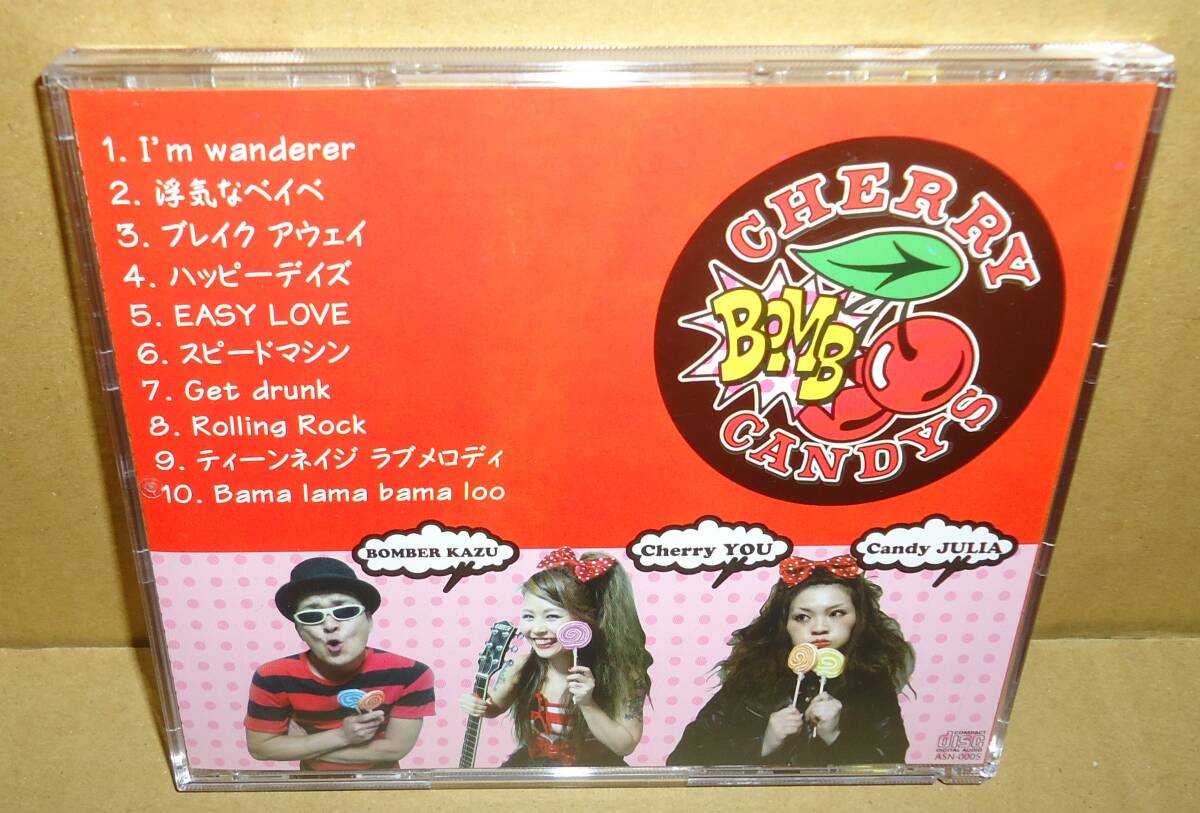 1. I'm wanderer
2. 浮気なベイベ
3. ブレイク アウェイ
4. ハッピーデイズ
5. EASY LOVE
6. スピードマシン
7. Get drunk
8. Rolling Rock
9. ティーンネイジ ラブメロディ
10. Bama lama bama loo
CHERRY
BOMB
CANDYS
BOMBER KAZU
Cherry YOU
Candy JULIA
COMPACT
disc
DIGITAL AUDIO
ASN-0005